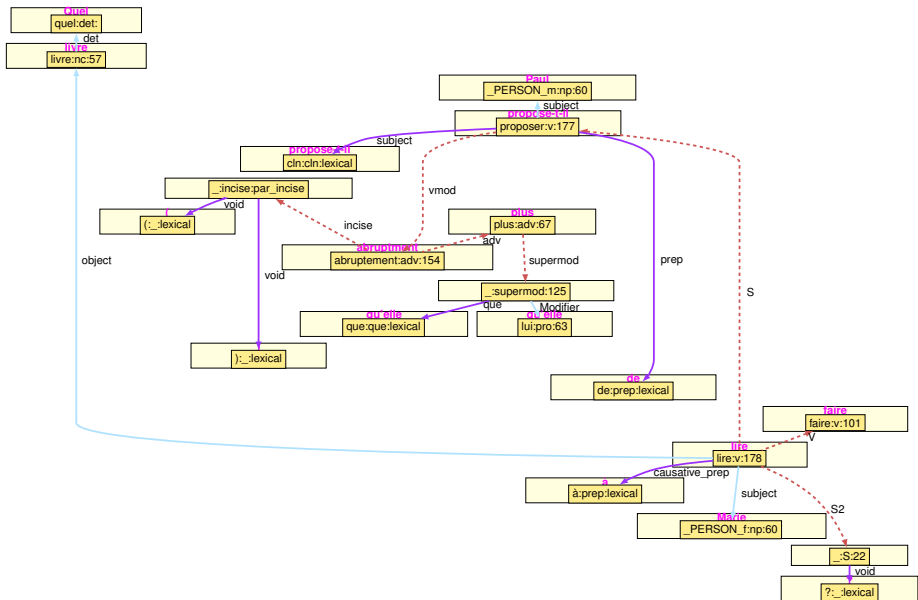 Quel
quel:det:
det
livre
livre:nc:57
Paul
_PERSON_m:np:60
subject
propose-t-il
proposer:v:177
subject
propose-t-il
cln:cln:lexical
_:incise:par_incise
void
vmod
(
(:_:lexical
incise
plus
plus:adv:67
adv
abruptment
abruptement:adv:154
supermod
prep
object
void
_:supermod:125
que
Modifier
qu'elle
que:que:lexical
qu'elle
lui:pro:63
S
):_:lexical
de
de:prep:lexical
faire
faire:v:101
V
lire
lire:v:178
causative_prep
à:prep:lexical
subject
S2
Marie
_PERSON_f:np:60
_:S:22
void
?:_:lexical